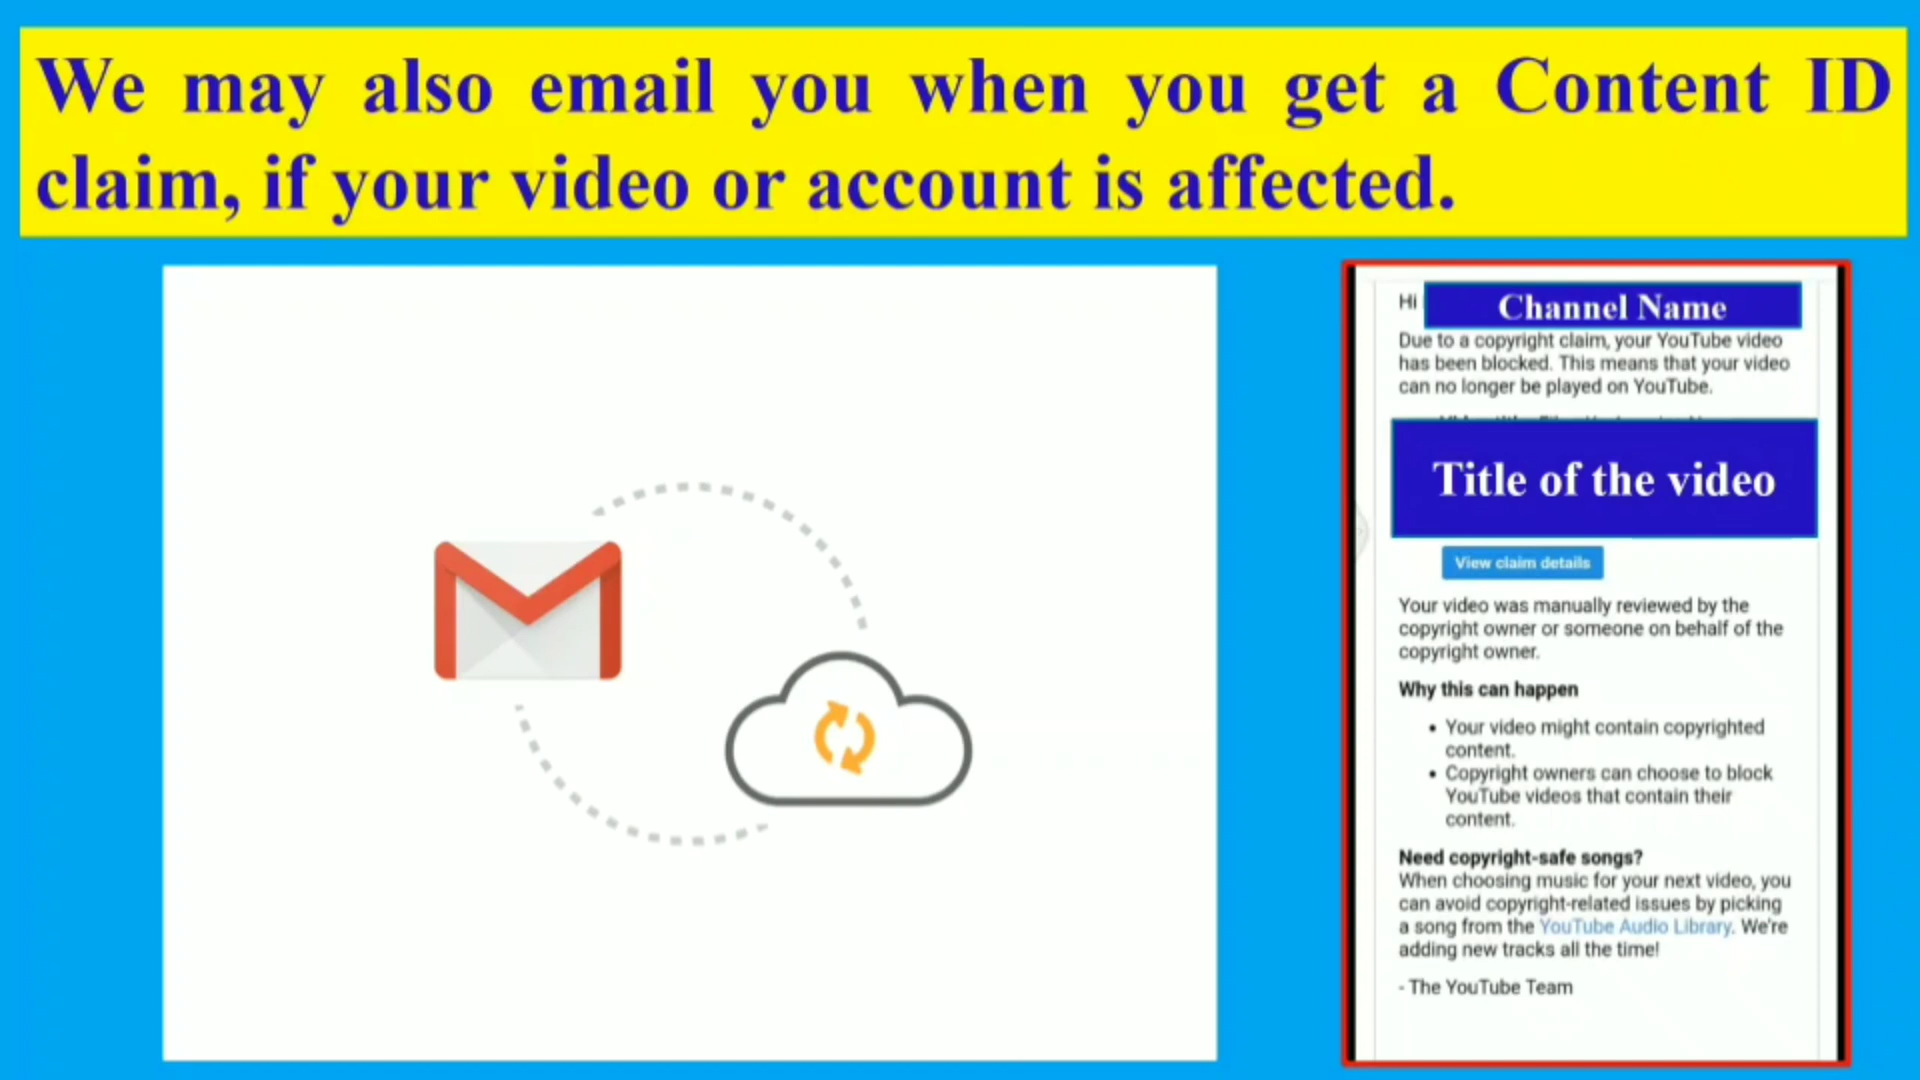 We may also email you when you get a Content ID
claim, if your video or account is affected.
Hi
Channel Name
Due to a copyright claim, your YouTube video
has been blocked. This means that your video
can no longer be played on YouTube.
Title of the video
View claim details
Your video was manually reviewed by the
copyright owner or someone on behalf of the
copyright owner.
Why this can happen
• Your video might contain copyrighted
content.
• Copyright owners can choose to block
YouTube videos that contain their
content.
Need copyright-safe songs?
When choosing music for your next video, you
can avoid copyright-related issues by picking
a song from the YouTube Audio Library. We're
adding new tracks all the time!
- The YouTube Team